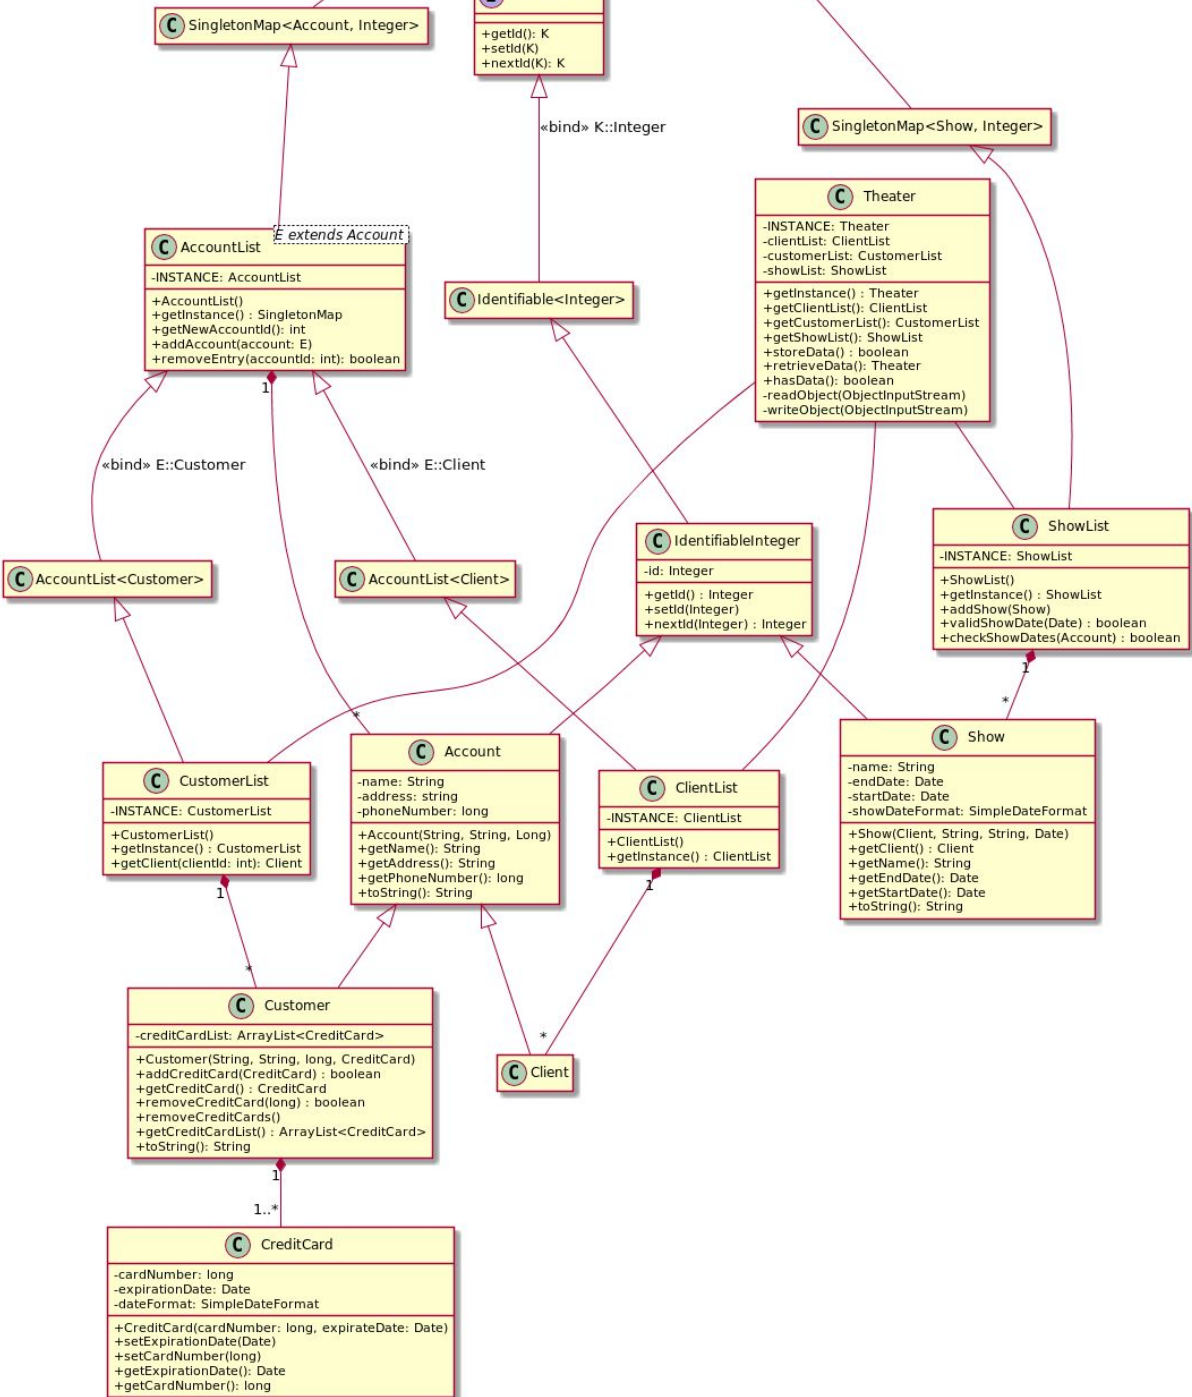 C SingletonMap<Account, Integer>
+getId(): K
+setId(K)
+nextId(K): K
«bind» K::Integer
C SingletonMap<Show, Integer>
C Theater
-INSTANCE: Theater
-clientList: ClientList
-customerList: CustomerList
-showList: ShowList
+getInstance() : Theater
+getClientList(): ClientList
+getCustomerList(): CustomerList
+getShowList(): ShowList
+storeData() : boolean
+retrieveData(): Theater
+hasData(): boolean
-readObject(ObjectInputStream)
-writeObject(ObjectInputStream)
E extends Account
C AccountList
-INSTANCE: AccountList
+AccountList()
+getInstance() : SingletonMap
+getNewAccountId(): int
+addAccount(account: E)
+removeEntry(accountId: int): boolean
C Identifiable<Integer>
1
«bind» E::Customer
«bind» E::Client
C AccountList<Customer>
C AccountList<Client>
C IdentifiableInteger
-id: Integer
+getId() : Integer
+setId(Integer)
+nextId(Integer) : Integer
C ShowList
-INSTANCE: ShowList
+ShowList()
+getInstance() : ShowList
+addShow(Show)
+validShowDate(Date) : boolean
+checkShowDates(Account) : boolean
1
*
*
C CustomerList
-INSTANCE: CustomerList
+CustomerList()
+getInstance() : CustomerList
+getClient(clientId: int): Client
C Account
-name: String
-address: string
-phoneNumber: long
+Account(String, String, Long)
+getName(): String
+getAddress(): String
+getPhoneNumber(): long
+toString(): String
C ClientList
-INSTANCE: ClientList
+ClientList()
+getInstance() : ClientList
C Show
-name: String
-endDate: Date
-startDate: Date
-showDateFormat: SimpleDateFormat
+Show(Client, String, String, Date)
+getClient() : Client
+getName(): String
+getEndDate(): Date
+getStartDate(): Date
+toString(): String
1
1
*
*
C Customer
-creditCardList: ArrayList<CreditCard>
+Customer(String, String, long, CreditCard)
+addCreditCard(CreditCard) : boolean
+getCreditCard() : CreditCard
+removeCreditCard(long) : boolean
+removeCreditCards()
+getCreditCardList() : ArrayList<CreditCard>
+toString(): String
C Client
1
1..*
C CreditCard
-cardNumber: long
-expirationDate: Date
-dateFormat: SimpleDateFormat
+CreditCard(cardNumber: long, expirateDate: Date)
+setExpirationDate(Date)
+setCardNumber(long)
+getExpirationDate(): Date
+getCardNumber(): long